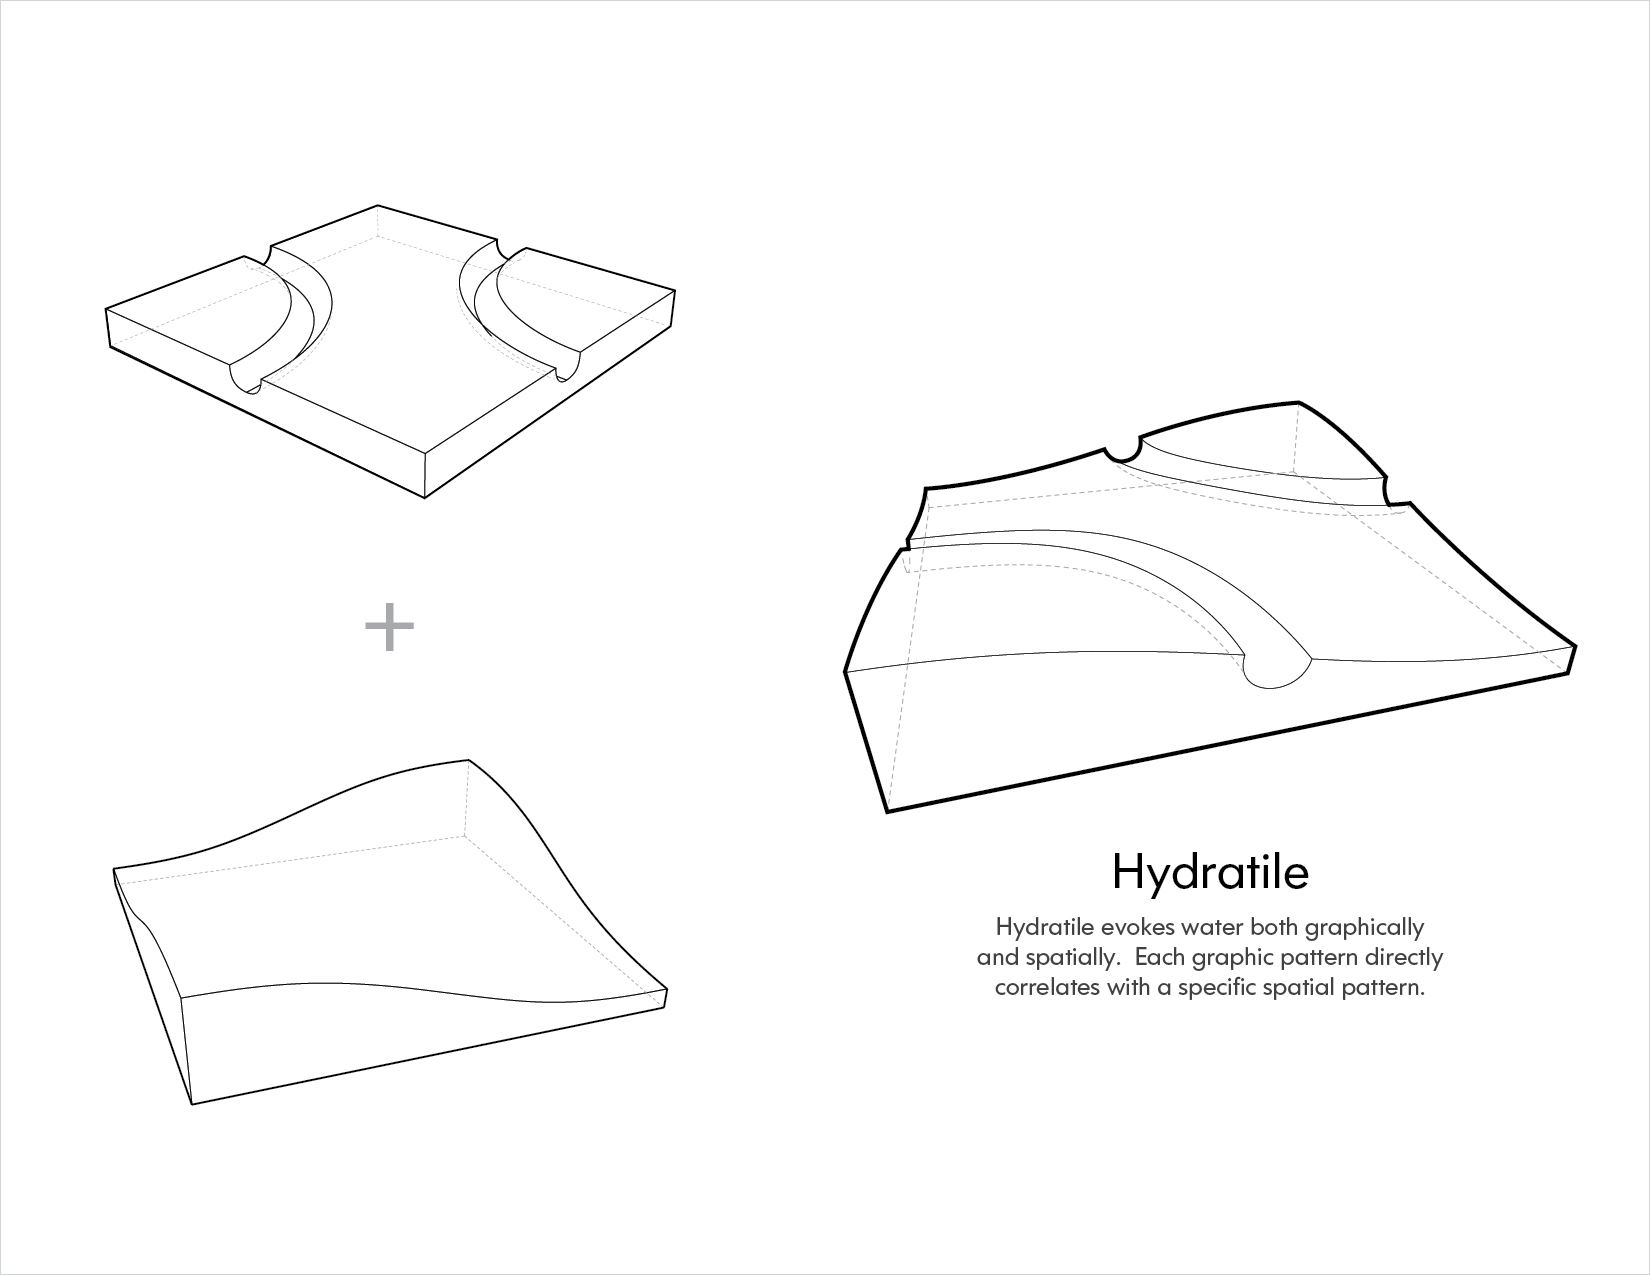 Hydratile
Hydratile evokes water both graphically
and spatially.  Each graphic pattern directly
correlates with a specific spatial pattern.